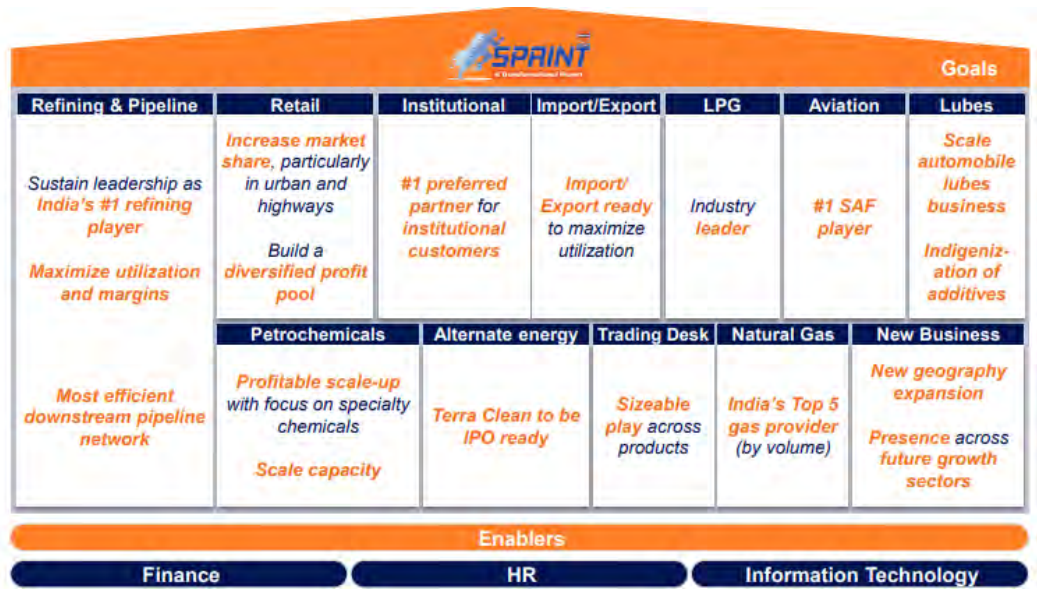 SPRINT
A Transformational Project
Goals
Refining & Pipeline
Sustain leadership as
India's #1 refining
player
Maximize utilization
and margins
Most efficient
downstream pipeline
network
Retail
Increase market
share, particularly
in urban and
highways
Build a
diversified profit
pool
Institutional
#1 preferred
partner for
institutional
customers
Import/Export
Import/
Export ready
to maximize
utilization
LPG
Industry
leader
Aviation
#1 SAF
player
Lubes
Scale
automobile
lubes
business
Indigeniz-
ation of
additives
Petrochemicals
Profitable scale-up
with focus on specialty
chemicals
Scale capacity
Alternate energy
Terra Clean to be
IPO ready
Trading Desk
Sizeable
play across
products
Natural Gas
India's Top 5
gas provider
(by volume)
New Business
New geography
expansion
Presence across
future growth
sectors
Enablers
Finance
HR
Information Technology